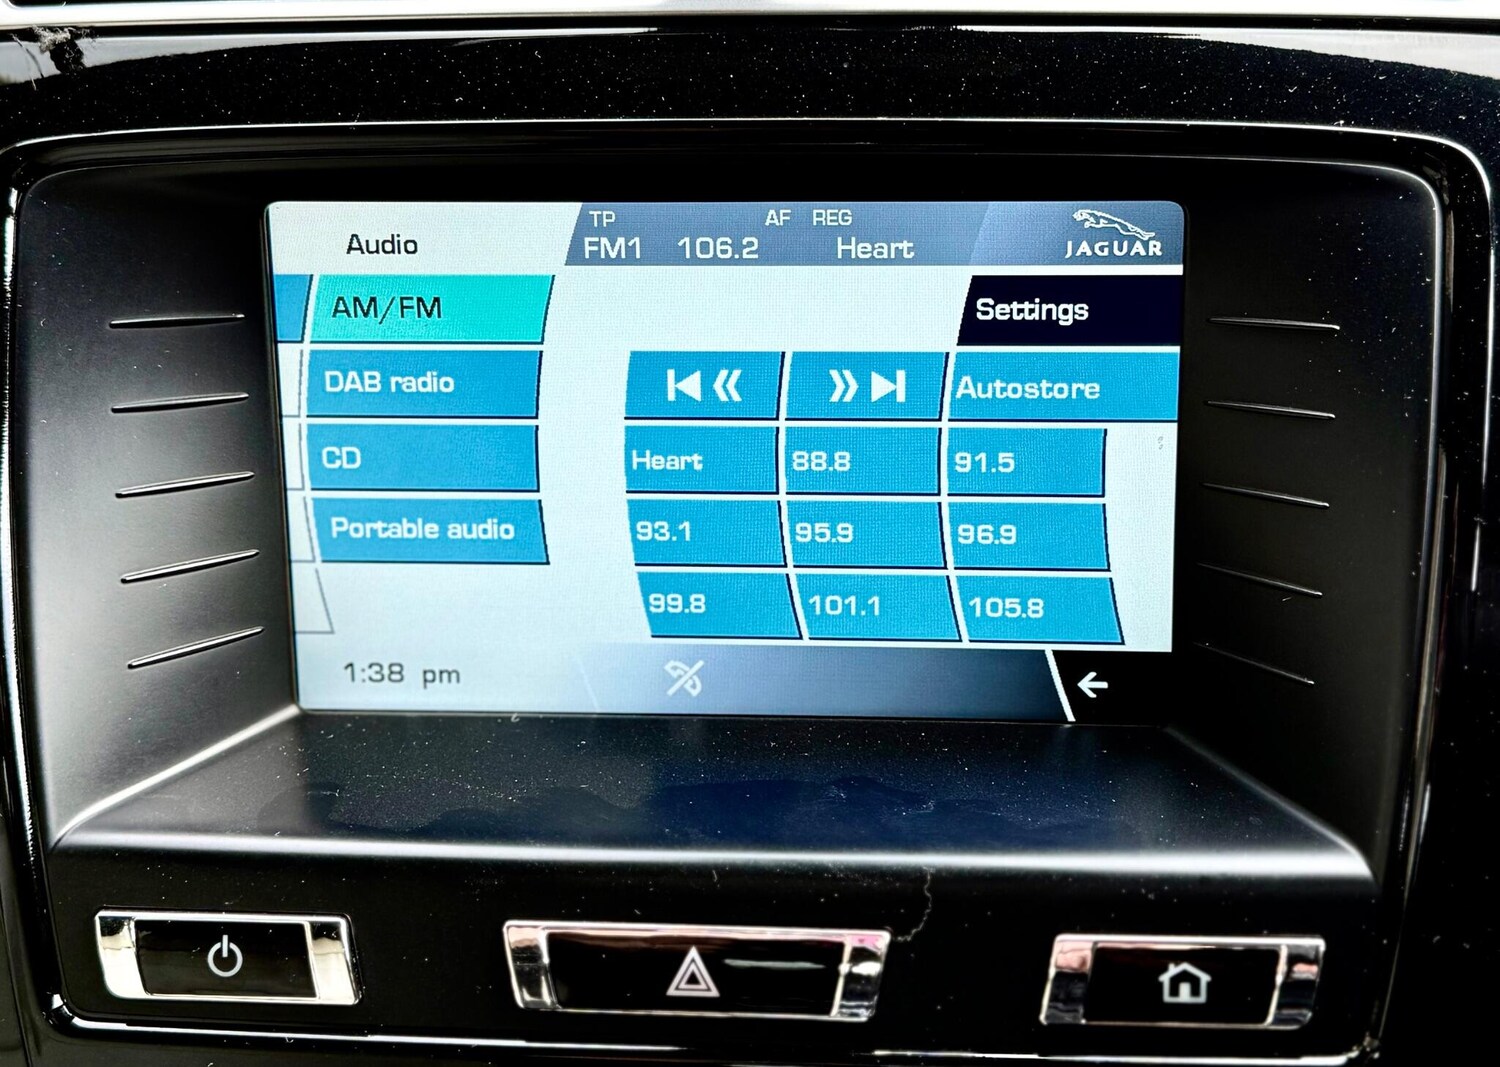 Audio
TP AF REG
FM1 106.2 Heart
JAGUAR
AM/FM
Settings
DAB radio
Autostore
CD
Heart 88.8 91.5
Portable audio
93.1 95.9 96.9
99.8 101.1 105.8
1:38 pm